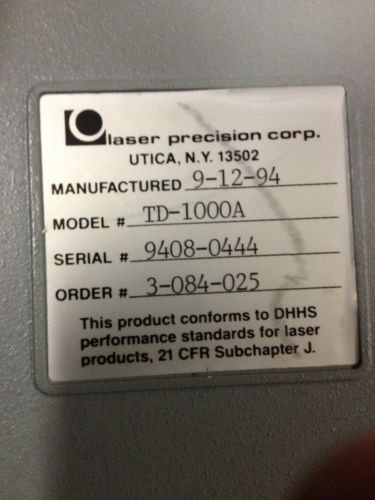 laser precision corp.
UTICA, N.Y. 13502
MANUFACTURED 9-12-94
MODEL # TD-1000A
SERIAL # 9408-0444
ORDER # 3-084-025
This product conforms to DHHS
performance standards for laser
products, 21 CFR Subchapter J.